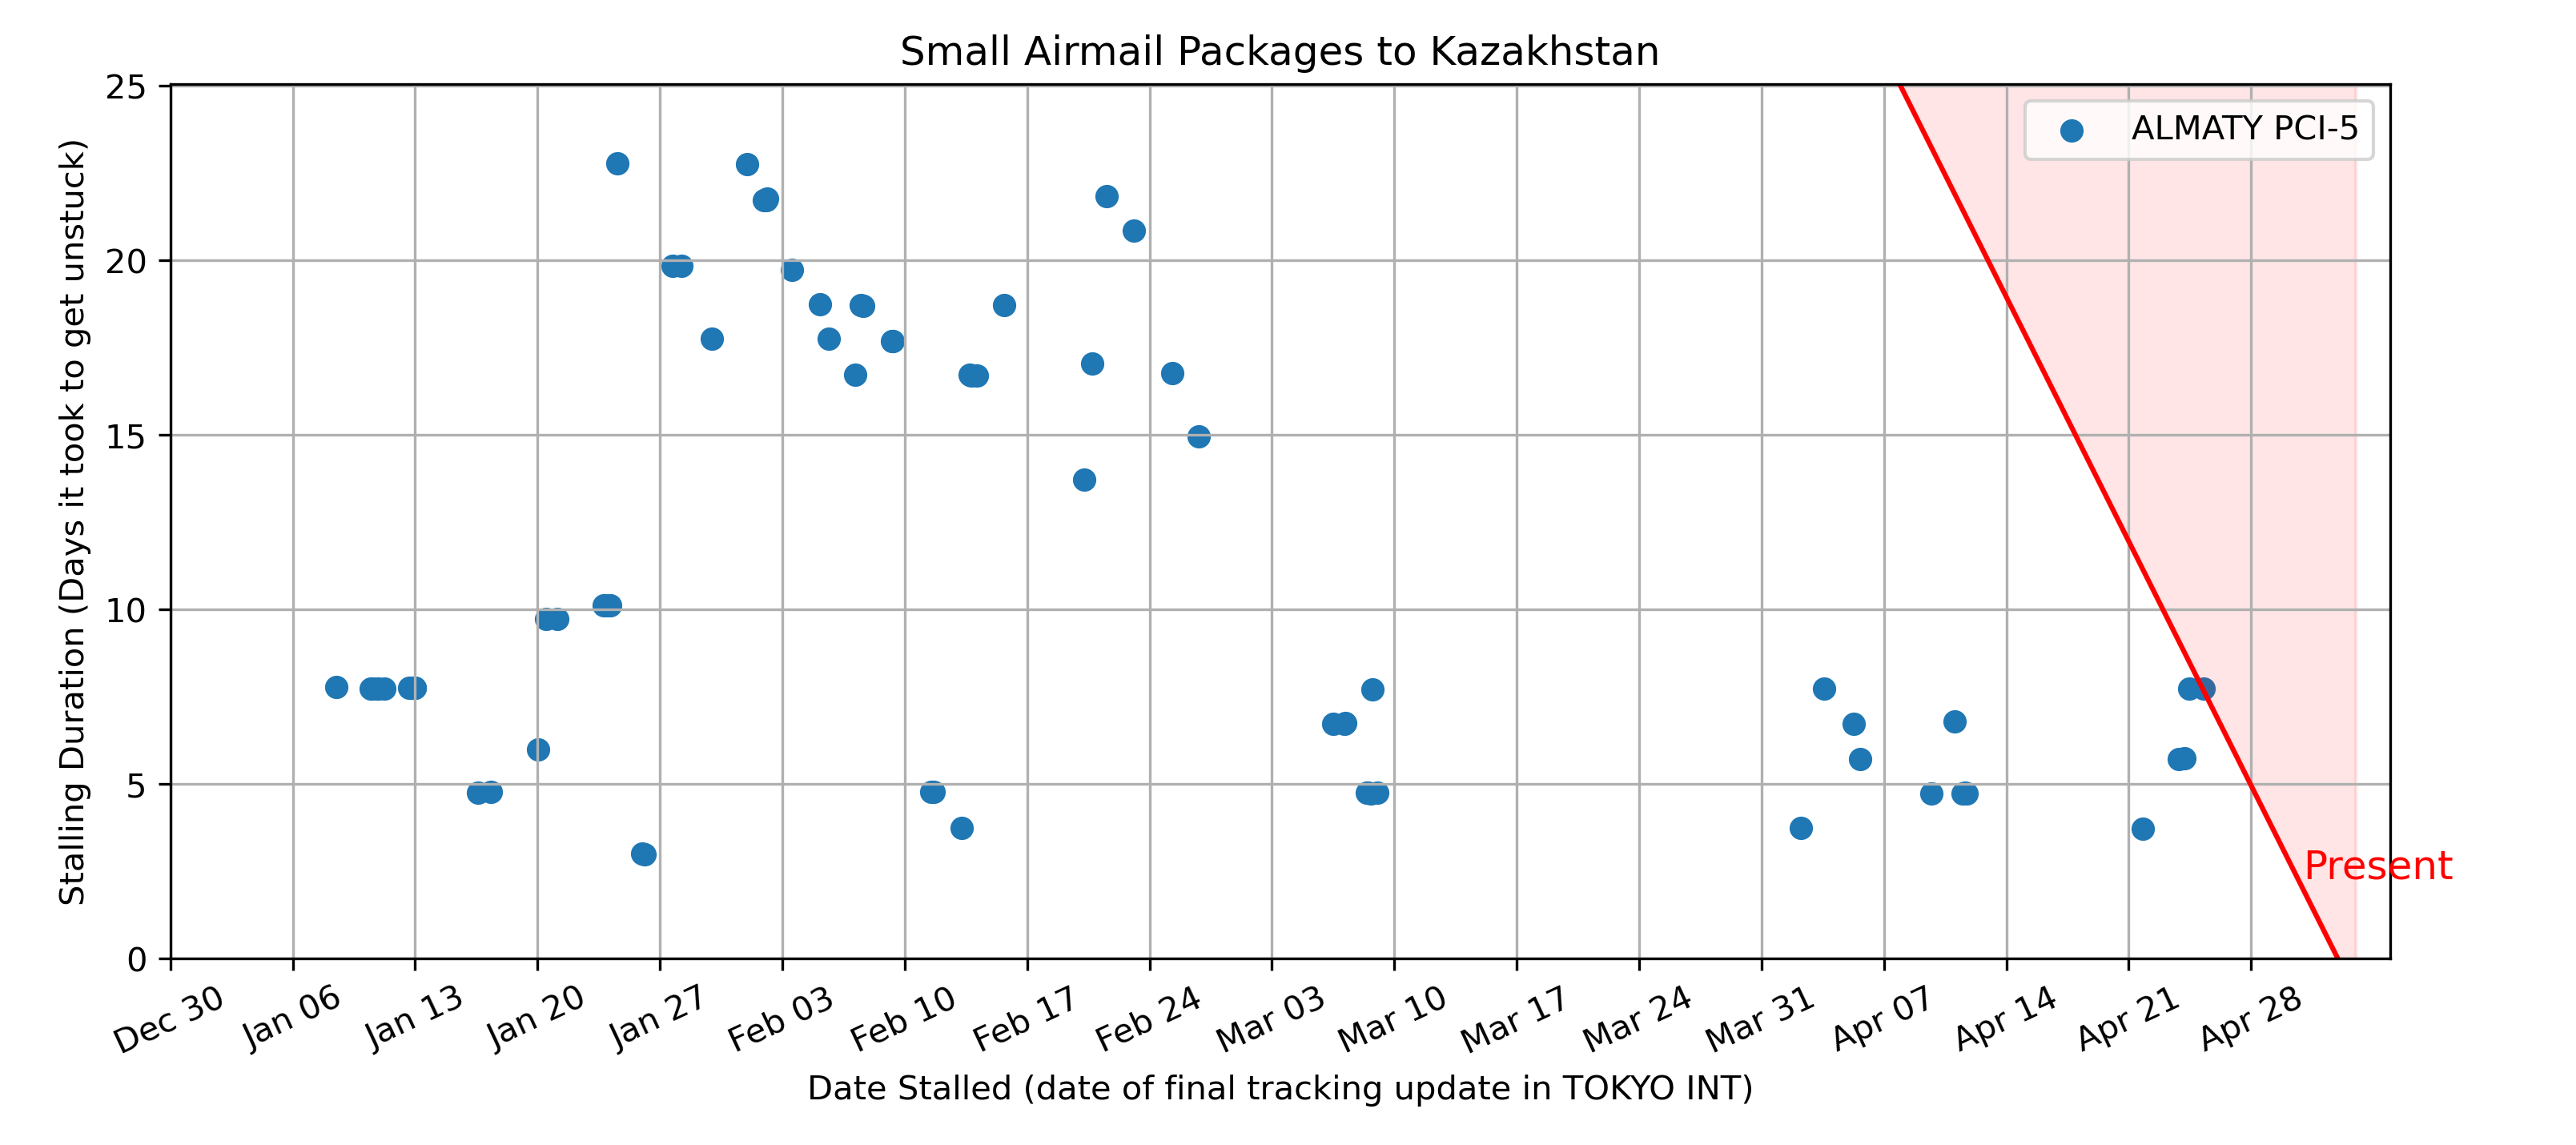 Small Airmail Packages to Kazakhstan
ALMATY PCI-5
Stalling Duration (Days it took to get unstuck)
25
20
15
10
5
0
Present
Dec 30
Jan 06
Jan 13
Jan 20
Jan 27
Feb 03
Feb 10
Feb 17
Feb 24
Mar 03
Mar 10
Mar 17
Mar 24
Mar 31
Apr 07
Apr 14
Apr 21
Apr 28
Date Stalled (date of final tracking update in TOKYO INT)